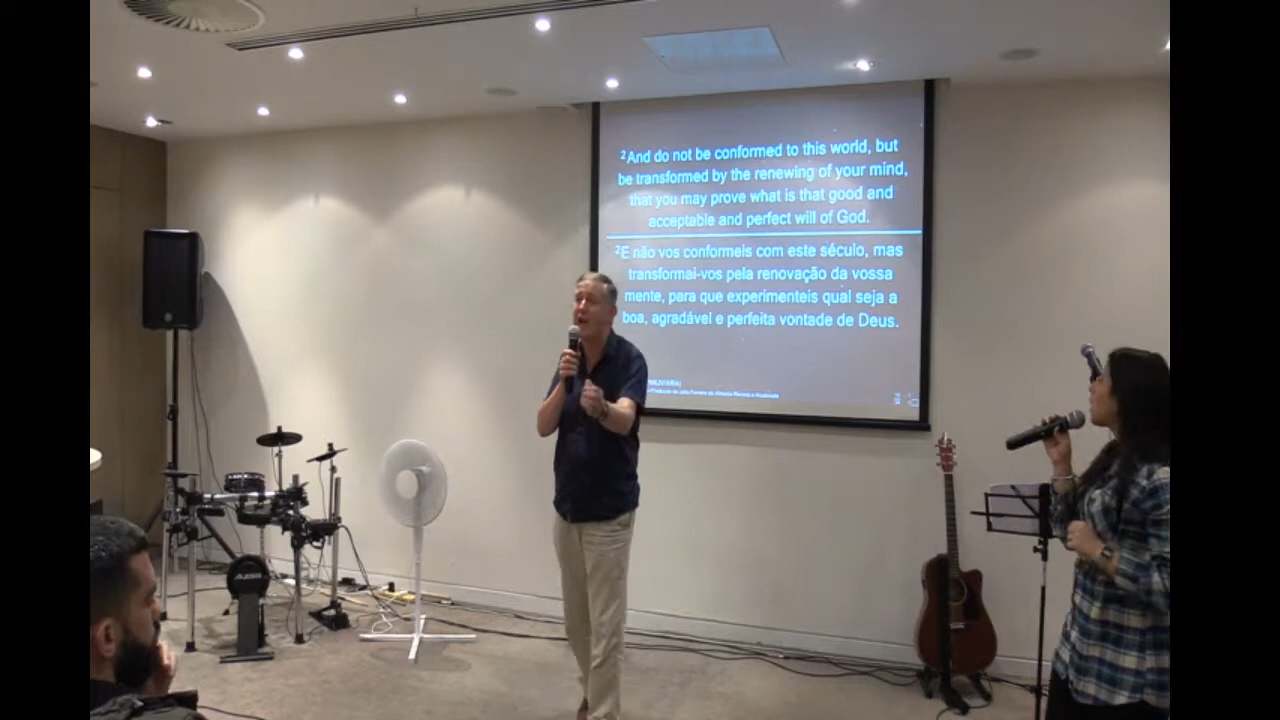 ²And do not be conformed to this world, but
be transformed by the renewing of your mind,
that you may prove what is that good and
acceptable and perfect will of God.
²E não vos conformeis com este século, mas
transformai-vos pela renovação da vossa
mente, para que experimenteis qual seja a
boa, agradável e perfeita vontade de Deus.
ALESIS